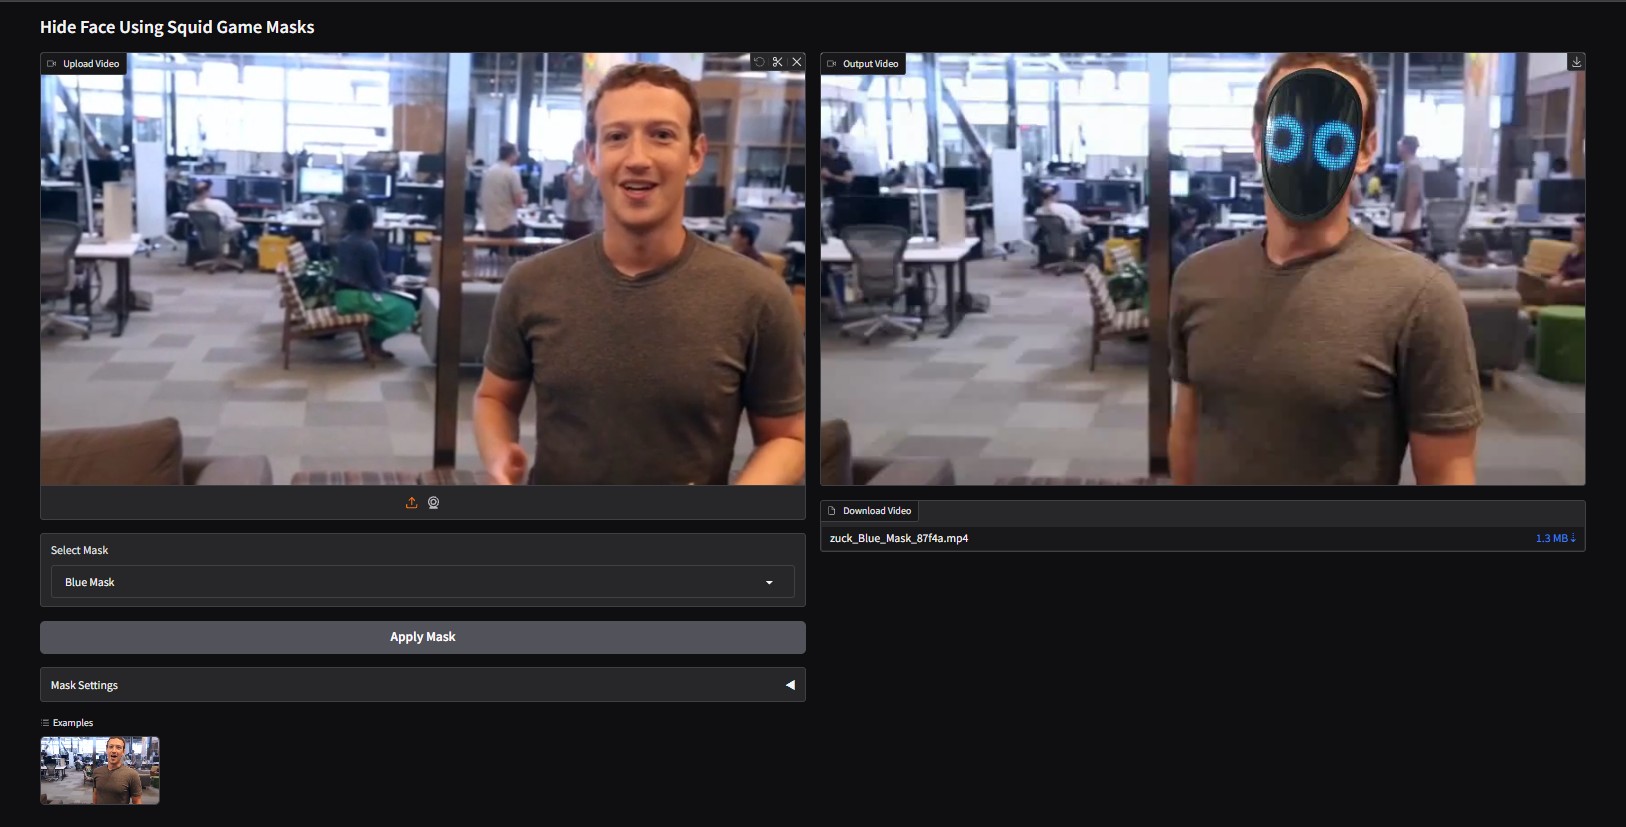 Hide Face Using Squid Game Masks
Upload Video
Output Video
Download Video
zuck_Blue_Mask_87f4a.mp4
1.3 MB ⇣
Select Mask
Blue Mask
Apply Mask
Mask Settings
Examples